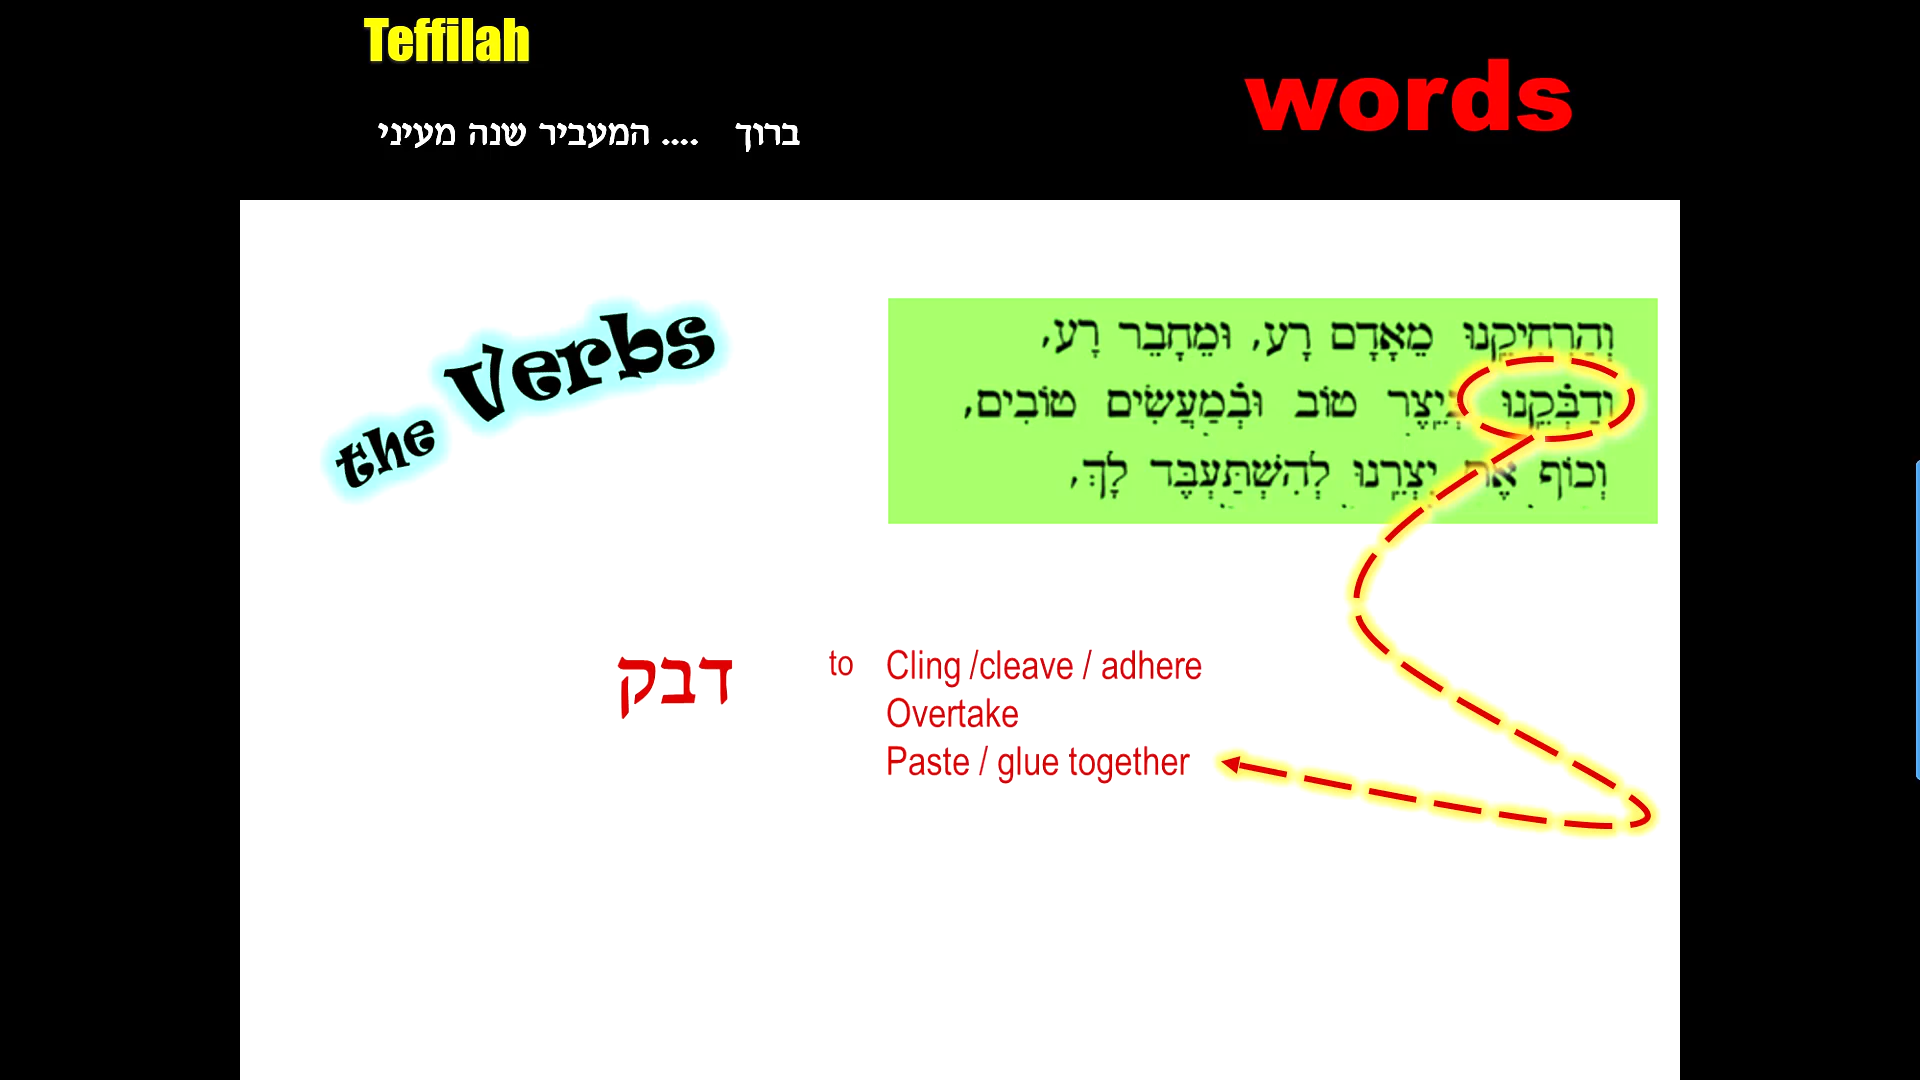 Teffilah
words
ברוך .... המעביר שנה מעיני
the Verbs
וְהַרְחִיקֵנוּ מֵאָדָם רָע, וּמֵחָבֵר רָע,
וְדַבְּקֵנוּ בְּיֵצֶר טוֹב וּבְמַעֲשִׂים טוֹבִים,
וְכוֹף אֶת יִצְרֵנוּ לְהִשְׁתַּעְבֶּד לָךְ,
דבק to Cling /cleave / adhere
Overtake
Paste / glue together